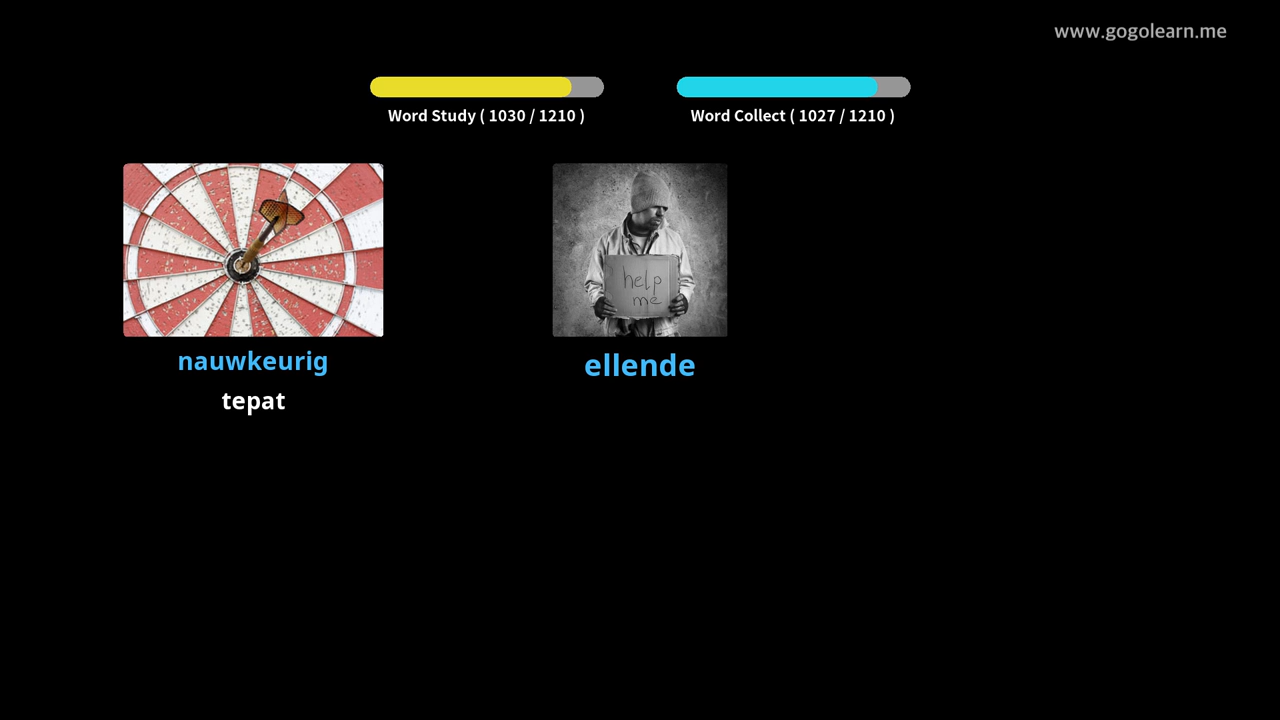 www.gogolearn.me
Word Study ( 1030 / 1210 )
Word Collect ( 1027 / 1210 )
help
me
nauwkeurig
tepat
ellende